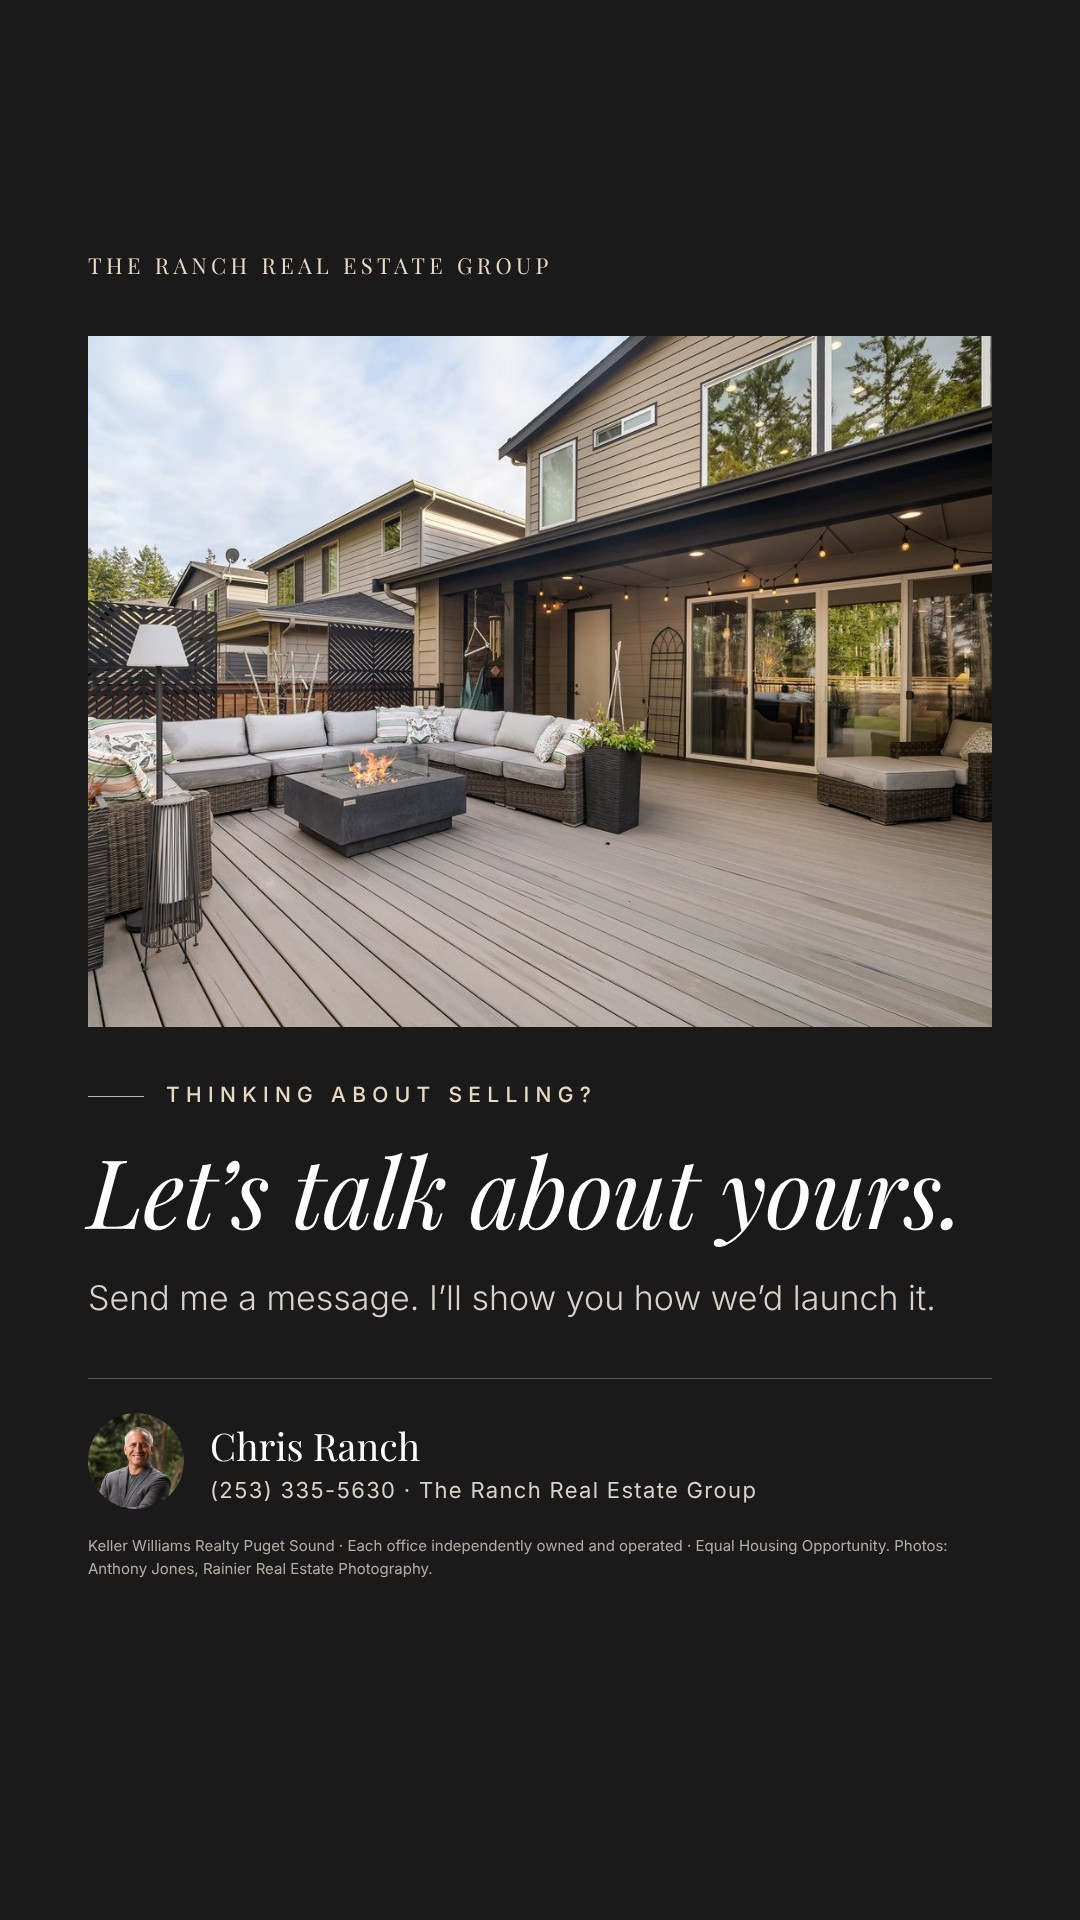 THE RANCH REAL ESTATE GROUP
THINKING ABOUT SELLING?
Let’s talk about yours.
Send me a message. I’ll show you how we’d launch it.
Chris Ranch
(253) 335-5630 · The Ranch Real Estate Group
Keller Williams Realty Puget Sound · Each office independently owned and operated · Equal Housing Opportunity. Photos:
Anthony Jones, Rainier Real Estate Photography.